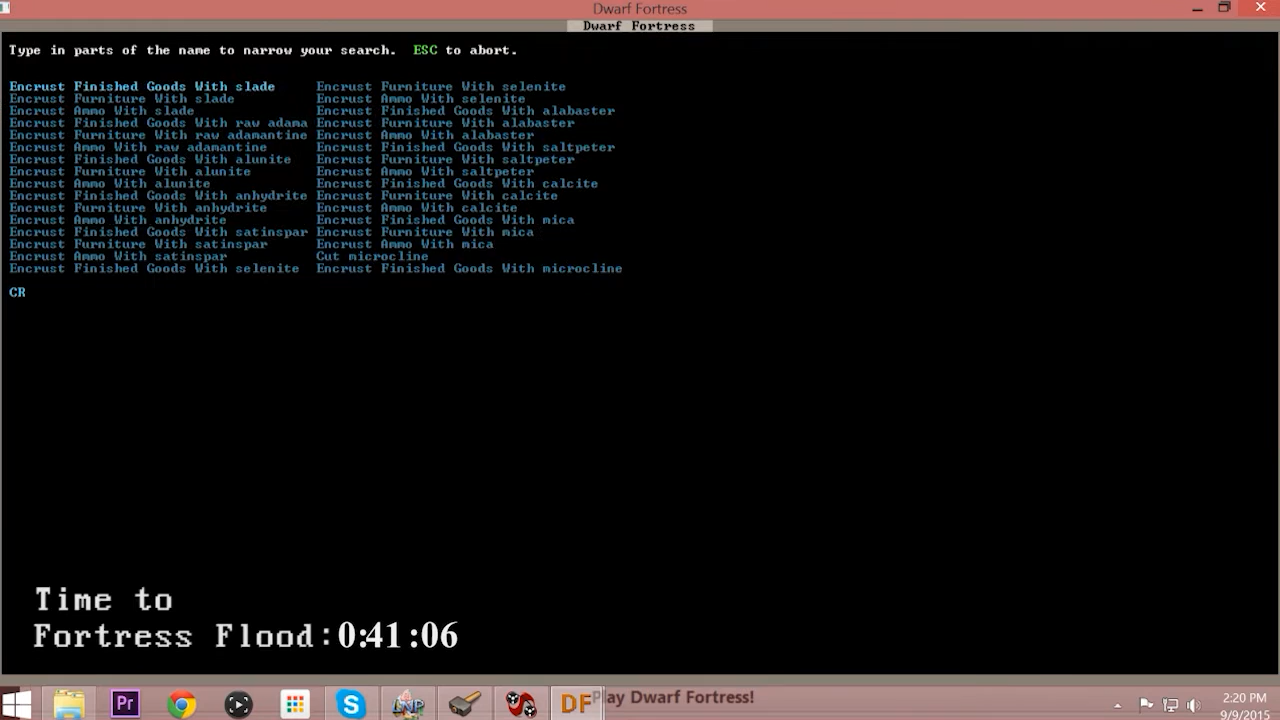 Dwarf Fortress
Dwarf Fortress
Type in parts of the name to narrow your search.  ESC to abort.
Encrust Finished Goods With slade
Encrust Furniture With slade
Encrust Ammo With slade
Encrust Finished Goods With raw adama
Encrust Furniture With raw adamantine
Encrust Ammo With raw adamantine
Encrust Finished Goods With alunite
Encrust Furniture With alunite
Encrust Ammo With alunite
Encrust Finished Goods With anhydrite
Encrust Furniture With anhydrite
Encrust Ammo With anhydrite
Encrust Finished Goods With satinspar
Encrust Furniture With satinspar
Encrust Ammo With satinspar
Encrust Finished Goods With selenite
Encrust Furniture With selenite
Encrust Ammo With selenite
Encrust Finished Goods With alabaster
Encrust Furniture With alabaster
Encrust Ammo With alabaster
Encrust Finished Goods With saltpeter
Encrust Furniture With saltpeter
Encrust Ammo With saltpeter
Encrust Finished Goods With calcite
Encrust Furniture With calcite
Encrust Ammo With calcite
Encrust Finished Goods With mica
Encrust Furniture With mica
Encrust Ammo With mica
Cut microcline
Encrust Finished Goods With microcline
CR
Time to
Fortress Flood:0:41:06
Pr
LNP
DF
Play Dwarf Fortress!
2:20 PM
9/9/2015